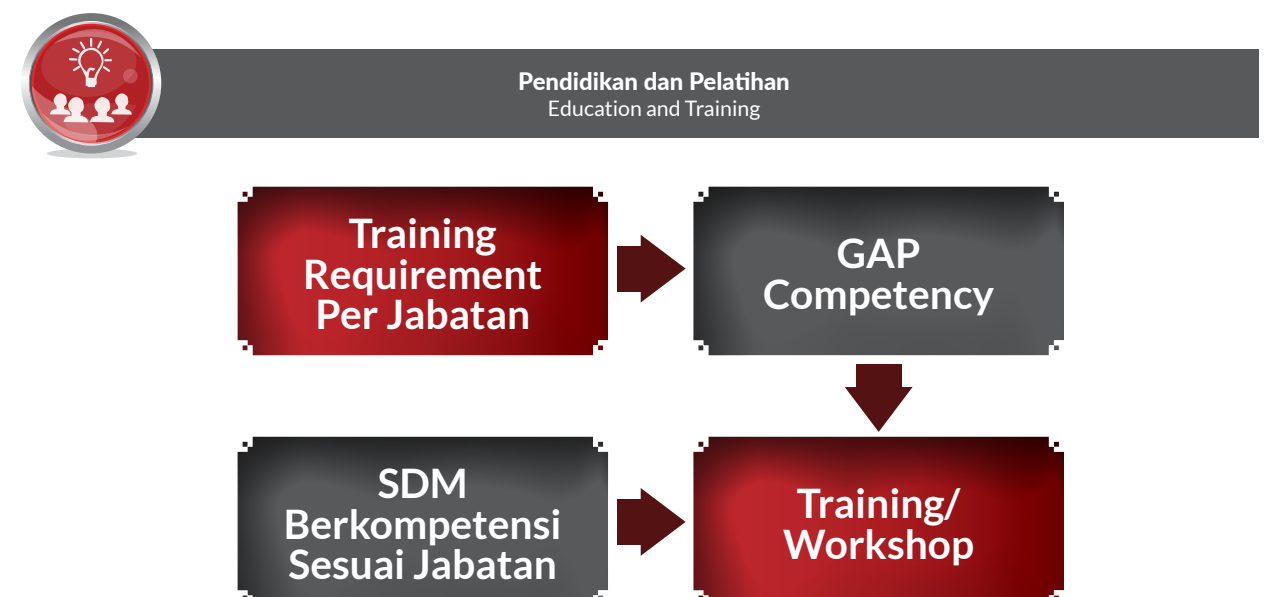 Pendidikan dan Pelatihan
Education and Training
Training
Requirement
Per Jabatan
GAP
Competency
SDM
Berkompetensi
Sesuai Jabatan
Training/
Workshop